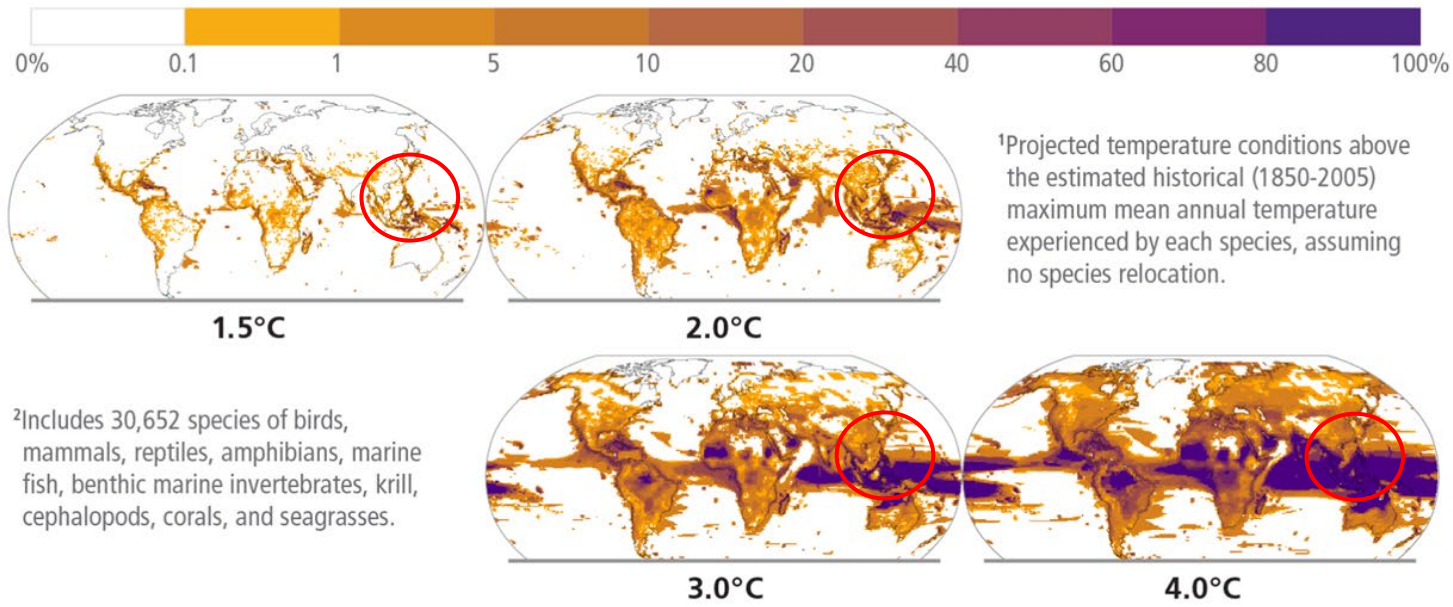 0% 0.1 1 5 10 20 40 60 80 100%
¹Projected temperature conditions above
the estimated historical (1850-2005)
maximum mean annual temperature
experienced by each species, assuming
no species relocation.
1.5°C
2.0°C
²Includes 30,652 species of birds,
mammals, reptiles, amphibians, marine
fish, benthic marine invertebrates, krill,
cephalopods, corals, and seagrasses.
3.0°C
4.0°C